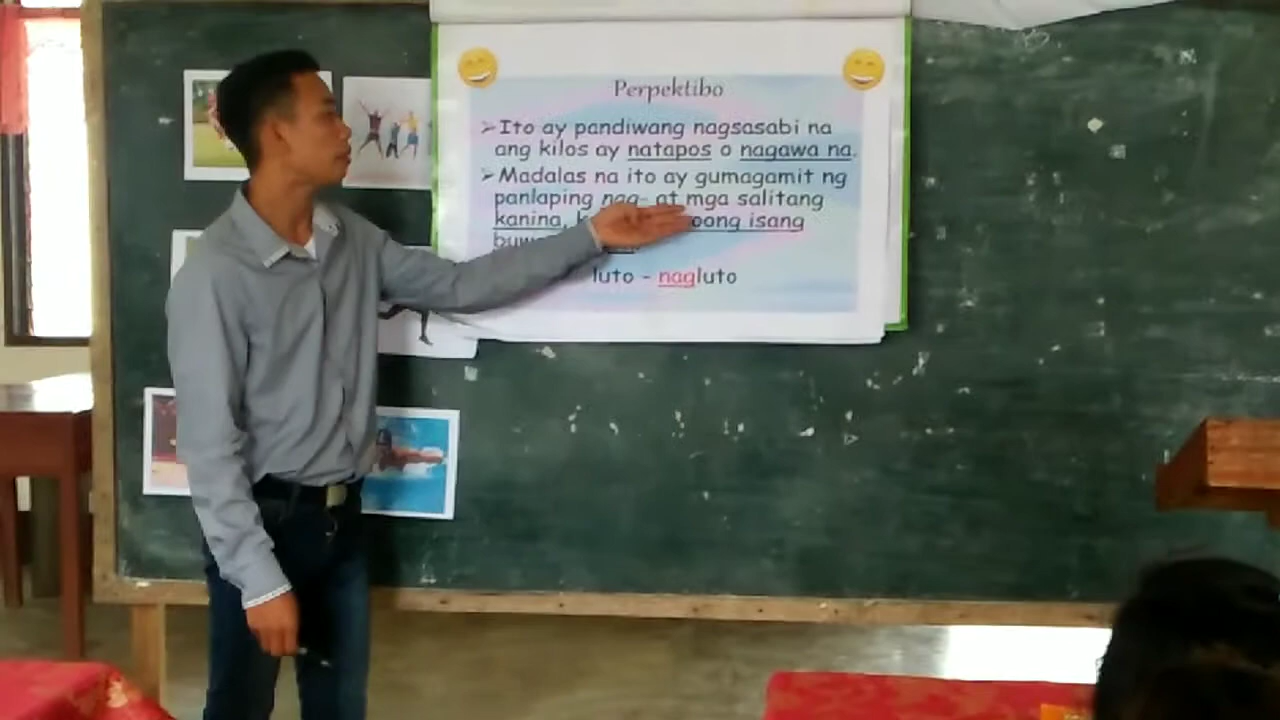 Perpektibo
➢Ito ay pandiwang nagsasabi na
ang kilos ay natapos o nagawa na.
➢Madalas na ito ay gumagamit ng
panlaping nag- at mga salitang
kanina, isang
luto - nagluto